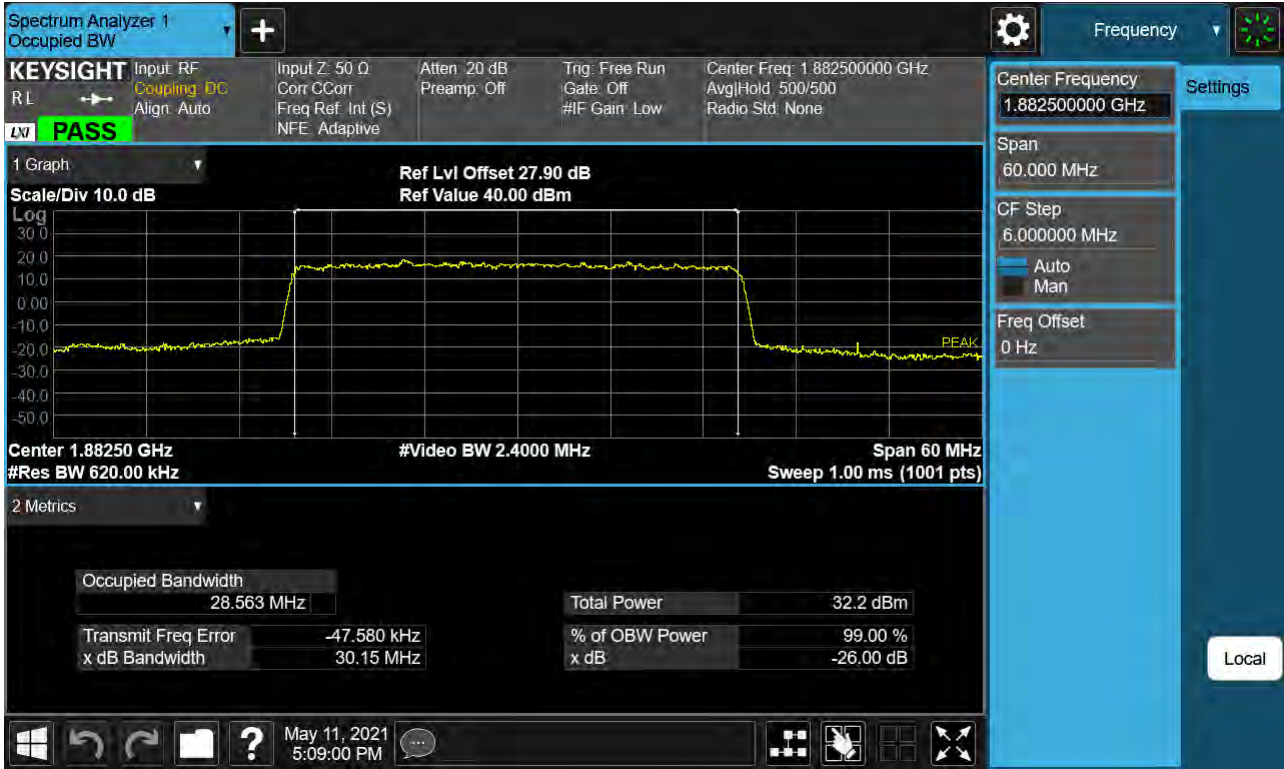 Spectrum Analyzer 1
Occupied BW
Frequency
KEYSIGHT
R L
LXI
PASS
Input: RF
Coupling: DC
Align: Auto
Input Z: 50 Ω
Corr CCorr
Freq Ref: Int (S)
NFE: Adaptive
Atten: 20 dB
Preamp: Off
Trig: Free Run
Gate: Off
#IF Gain: Low
Center Freq: 1.882500000 GHz
Avg|Hold: 500/500
Radio Std: None
1 Graph
Scale/Div 10.0 dB
Ref Lvl Offset 27.90 dB
Ref Value 40.00 dBm
Log
30.0
20.0
10.0
0.00
-10.0
-20.0
-30.0
-40.0
-50.0
PEAK
Center 1.88250 GHz
#Video BW 2.4000 MHz
Span 60 MHz
#Res BW 620.00 kHz
Sweep 1.00 ms (1001 pts)
2 Metrics
Occupied Bandwidth
28.563 MHz
Total Power 32.2 dBm
Transmit Freq Error -47.580 kHz
% of OBW Power 99.00 %
x dB Bandwidth 30.15 MHz
x dB -26.00 dB
Center Frequency
1.882500000 GHz
Settings
Span
60.000 MHz
CF Step
6.000000 MHz
Auto
Man
Freq Offset
0 Hz
Local
?
May 11, 2021
5:09:00 PM